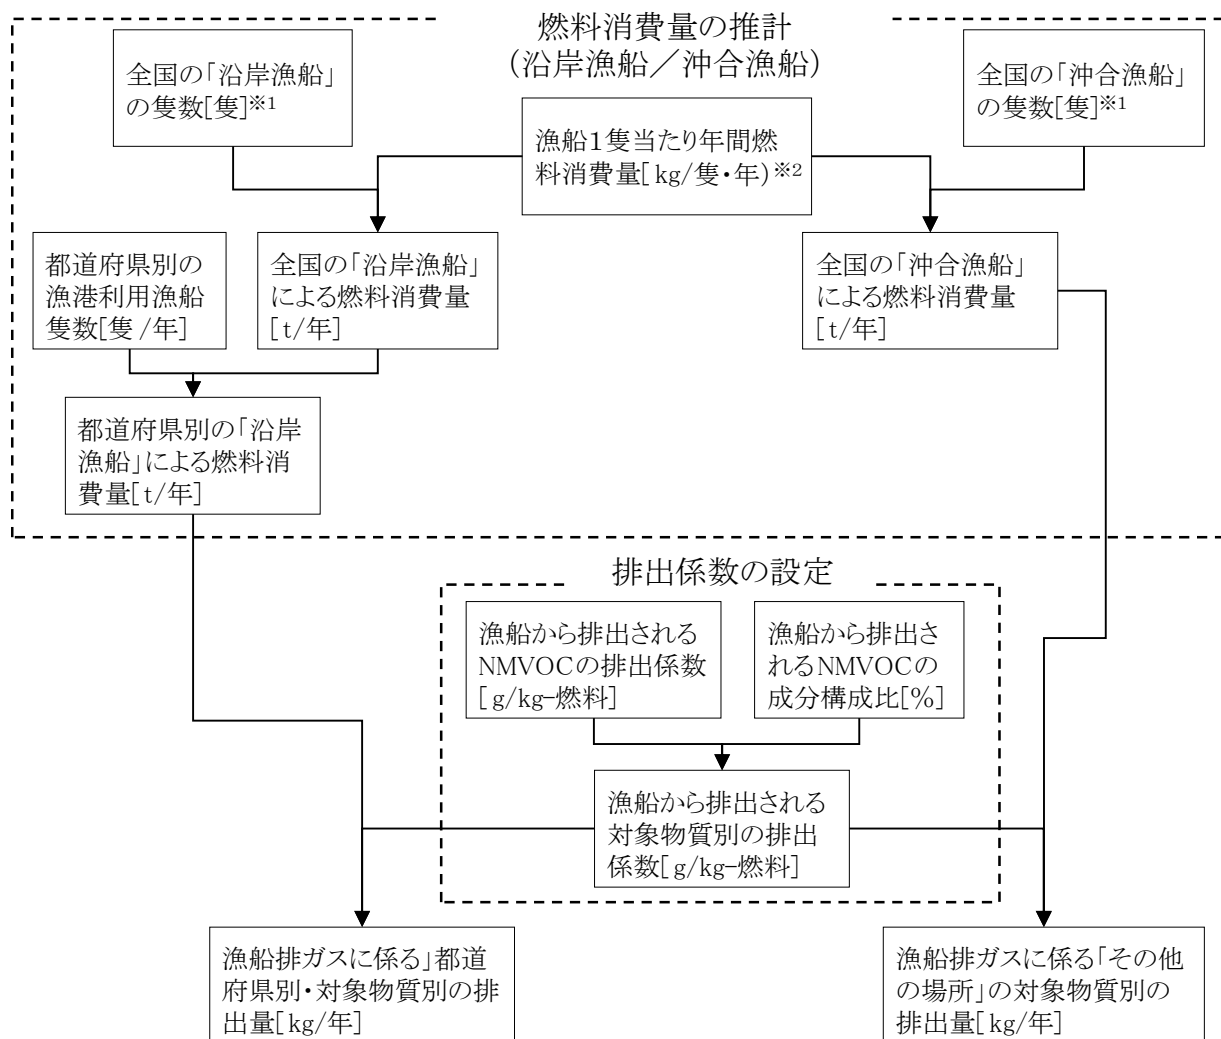 燃料消費量の推計
(沿岸漁船／沖合漁船)
全国の「沿岸漁船」
の隻数[隻]※1
全国の「沖合漁船」
の隻数[隻]※1
漁船１隻当たり年間燃
料消費量[kg/隻・年)※2
都道府県別の
漁港利用漁船
隻数[隻/年]
全国の「沿岸漁船」
による燃料消費量
[t/年]
全国の「沖合漁船」
による燃料消費量
[t/年]
都道府県別の「沿岸
漁船」による燃料消
費量[t/年]
排出係数の設定
漁船から排出される
NMVOCの排出係数
[g/kg-燃料]
漁船から排出さ
れるNMVOCの
成分構成比[%]
漁船から排出される
対象物質別の排出
係数[g/kg-燃料]
漁船排ガスに係る」都道
府県別・対象物質別の排
出量[kg/年]
漁船排ガスに係る「その他
の場所」の対象物質別の
排出量[kg/年]